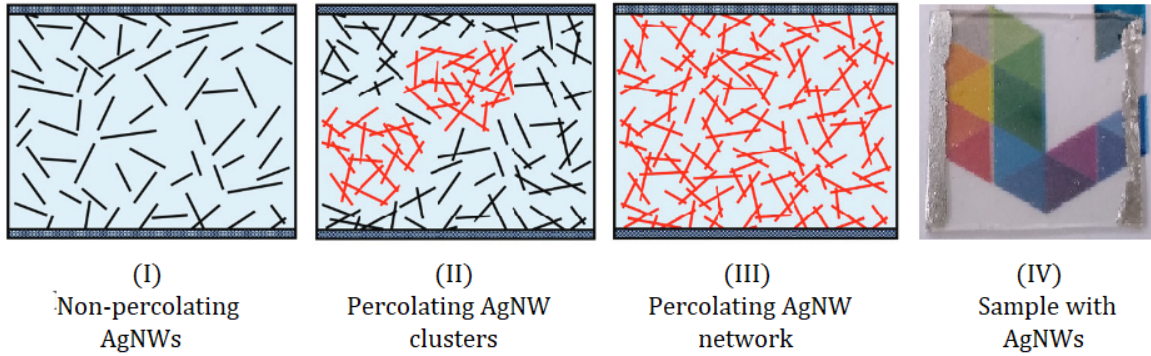 (I)
Non-percolating
AgNWs
(II)
Percolating AgNW
clusters
(III)
Percolating AgNW
network
(IV)
Sample with
AgNWs